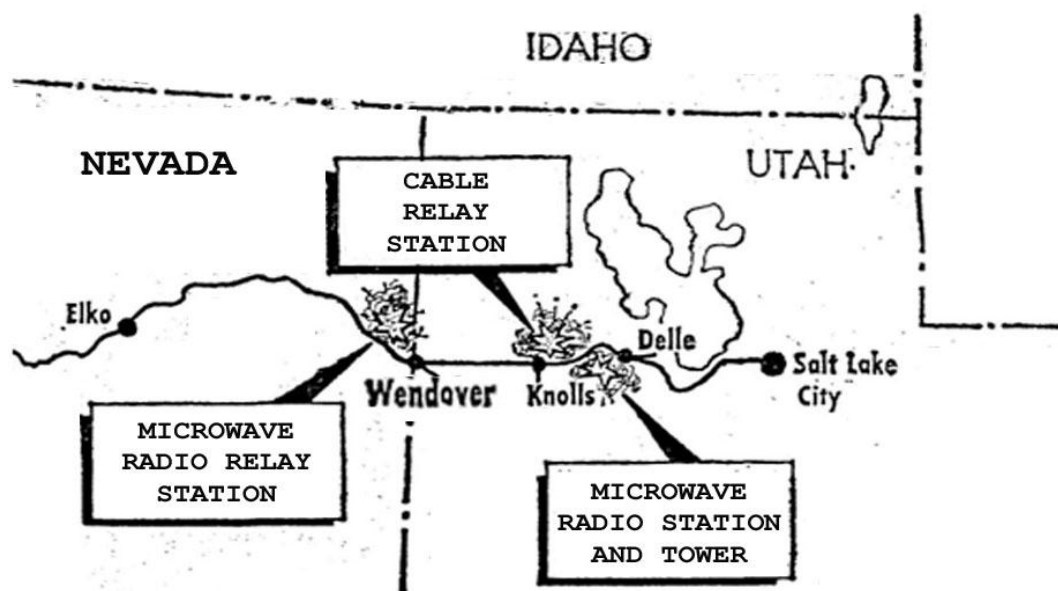 IDAHO
NEVADA
UTAH
CABLE
RELAY
STATION
Elko
Delle
Wendover
Knolls
Salt Lake
City
MICROWAVE
RADIO RELAY
STATION
MICROWAVE
RADIO STATION
AND TOWER